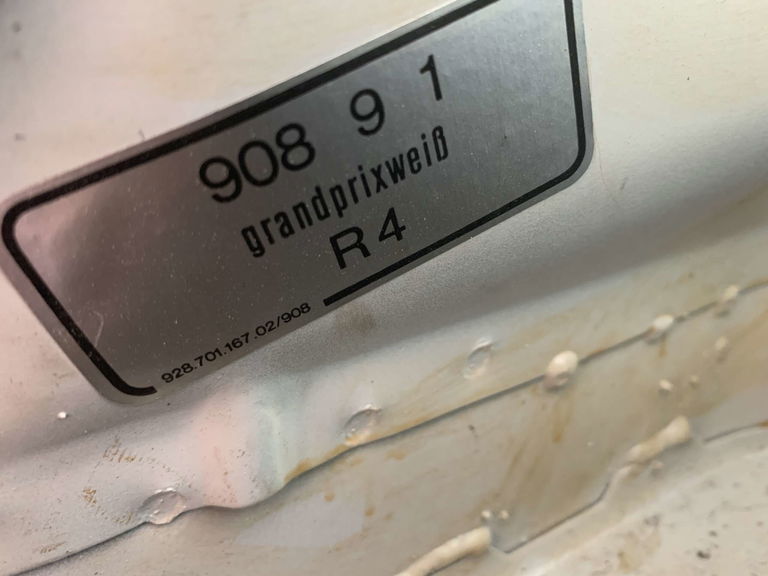 908 9 1
grandprixweiß
R4
928.701.167.02/908